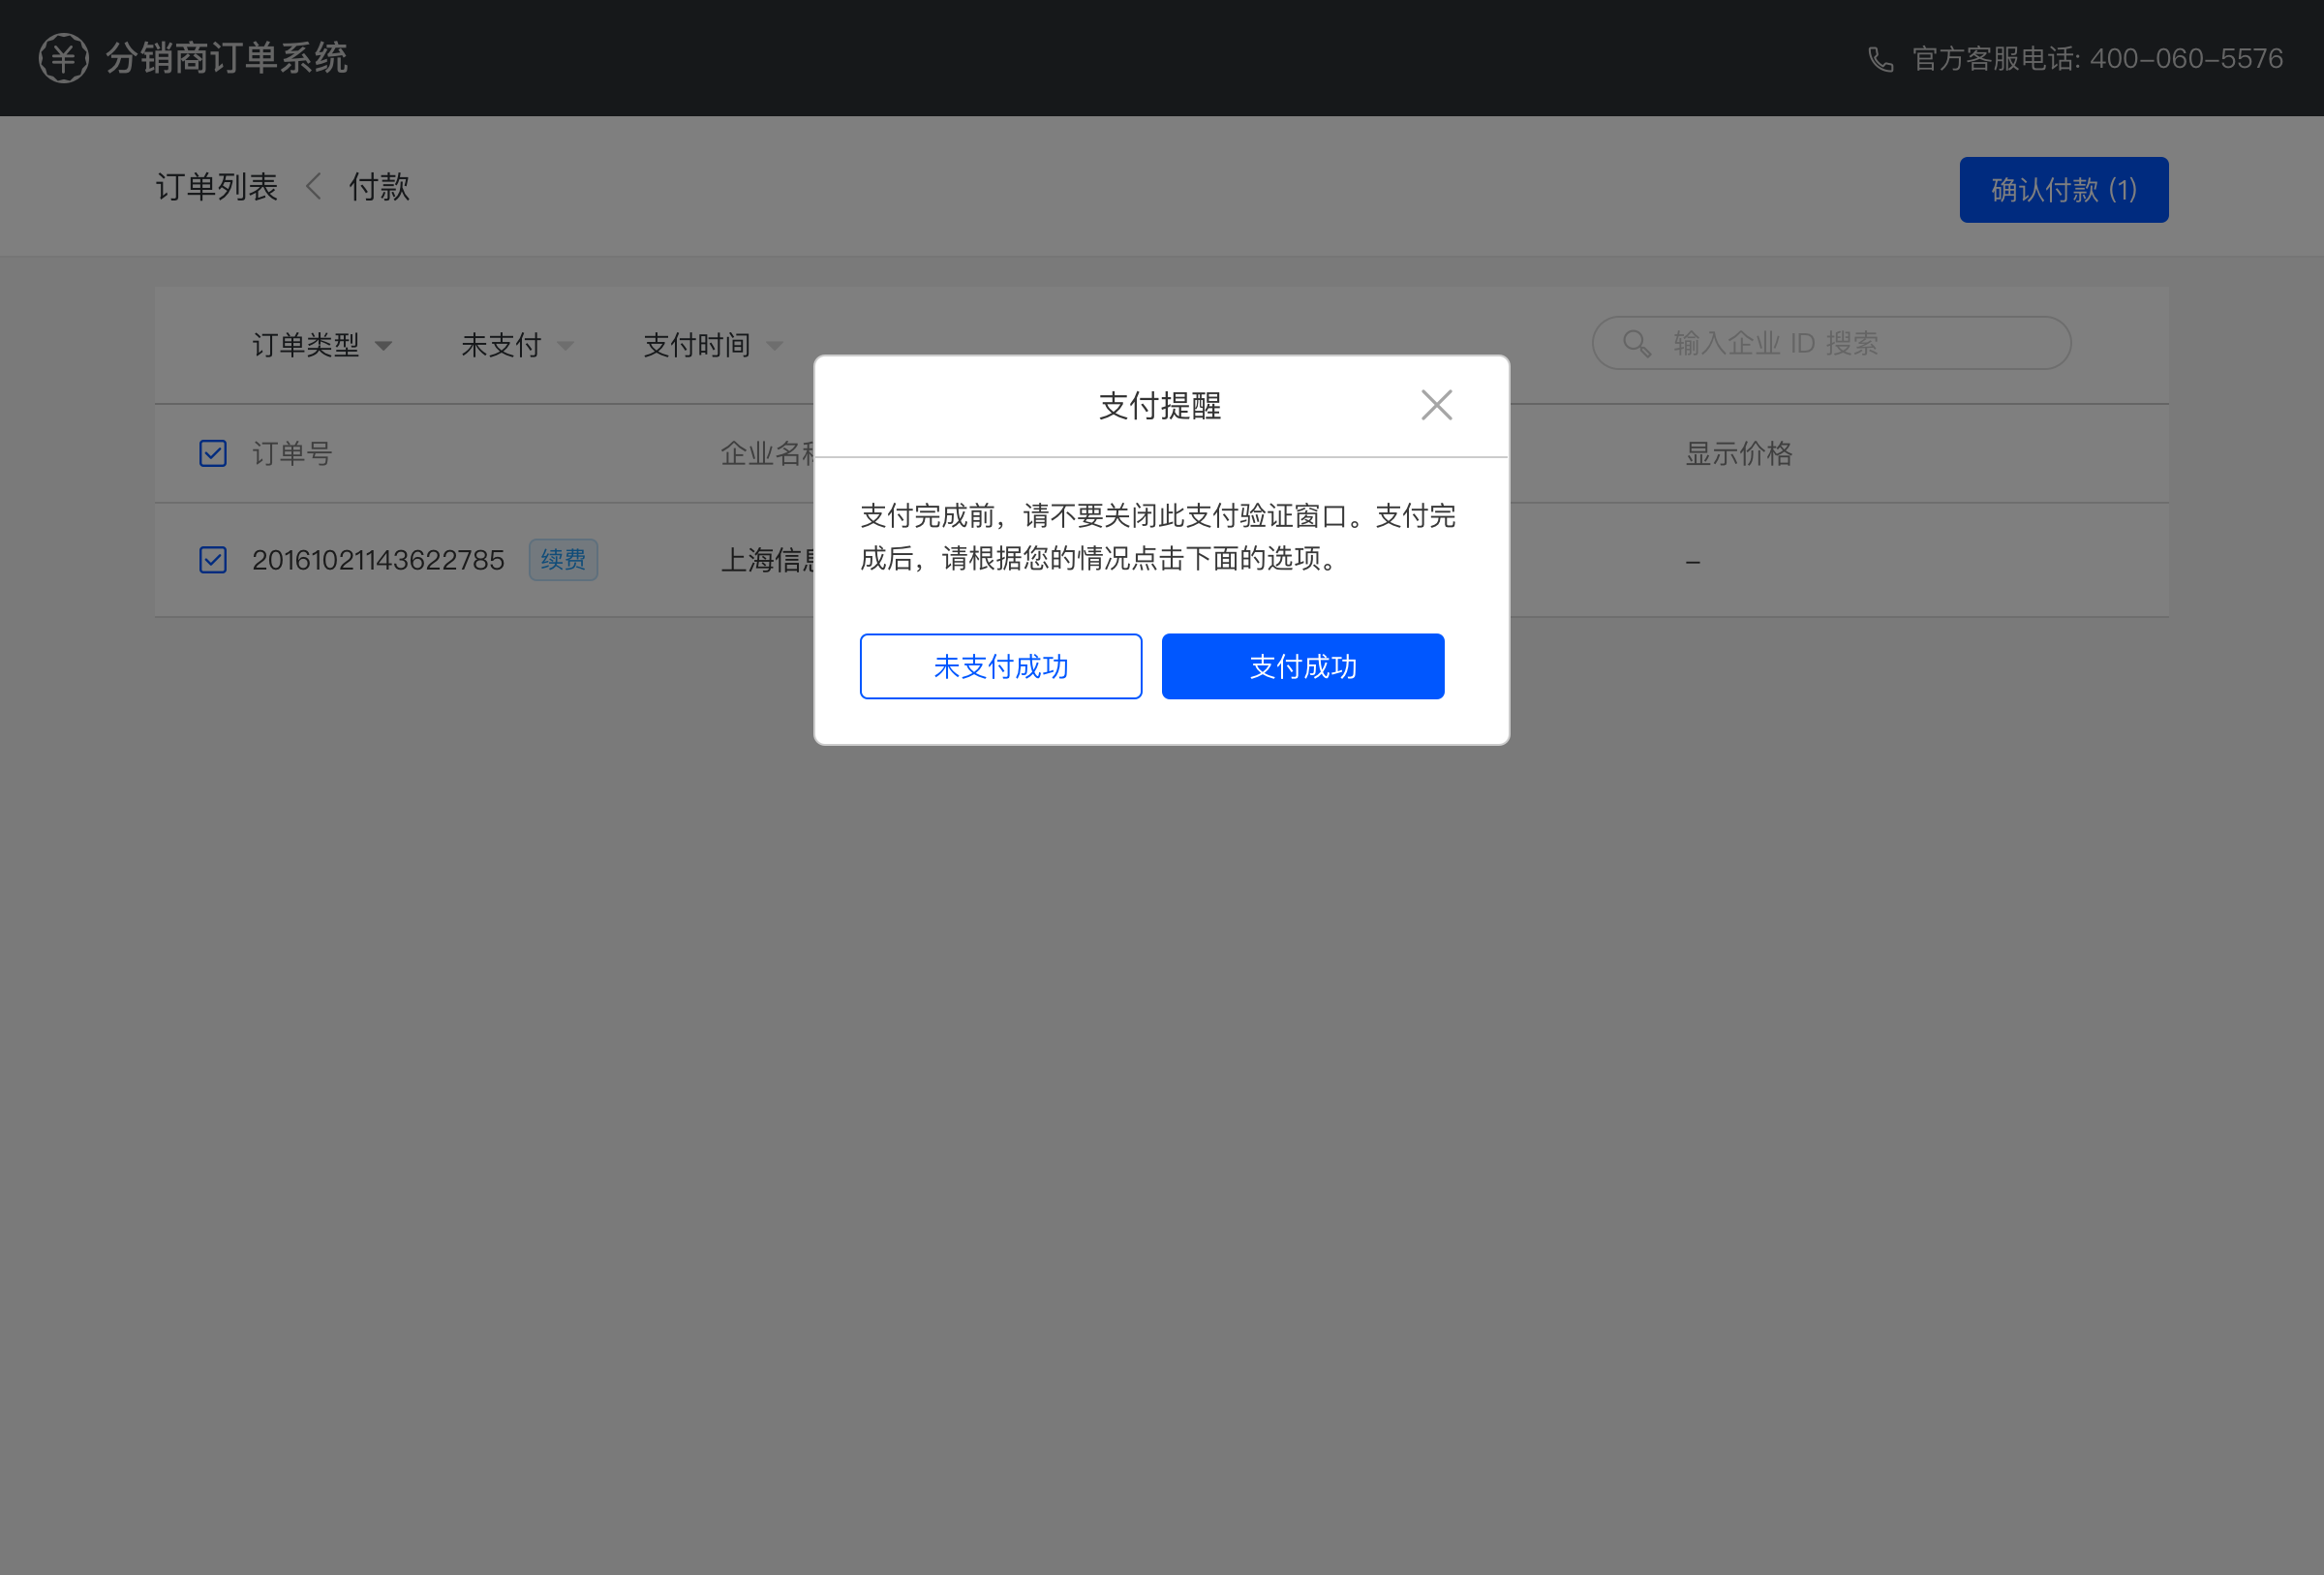 分销商订单系统
官方客服电话: 400-060-5576
订单列表 付款
确认付款 (1)
订单类型 未支付 支付时间
输入企业 ID 搜索
支付提醒
订单号 企业名 显示价格
支付完成前，请不要关闭此支付验证窗口。支付完
成后，请根据您的情况点击下面的选项。
20161021143622785 续费 上海信 –
未支付成功 支付成功